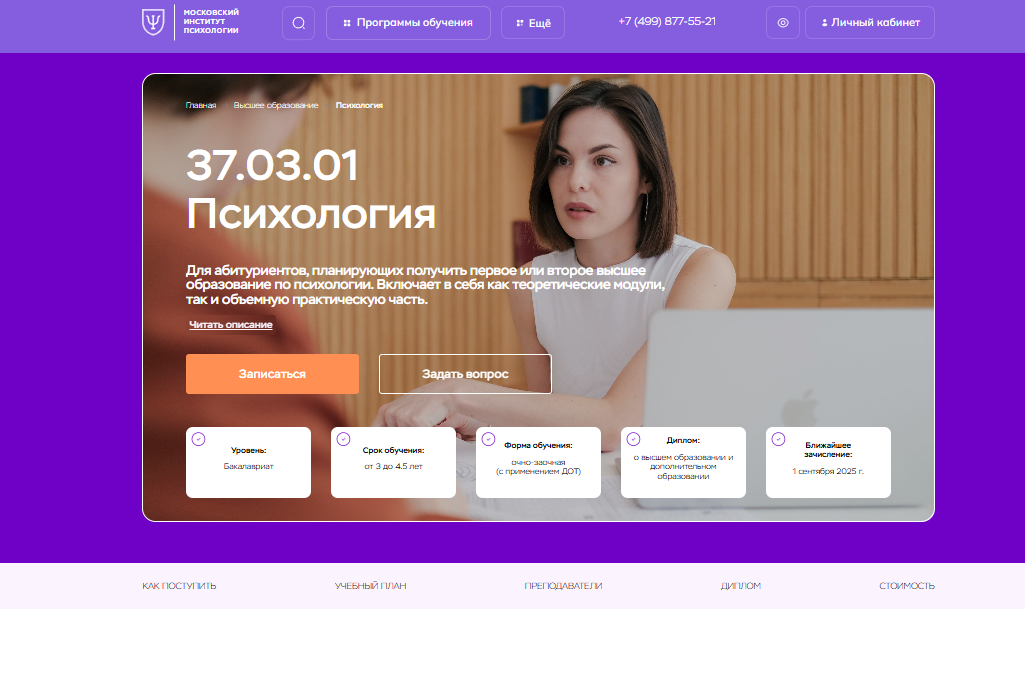 МОСКОВСКИЙ
ИНСТИТУТ
ПСИХОЛОГИИ
Программы обучения
Ещё
+7 (499) 877-55-21
Личный кабинет
Главная
Высшее образование
Психология
37.03.01
Психология
Для абитуриентов, планирующих получить первое или второе высшее
образование по психологии. Включает в себя как теоретические модули,
так и объемную практическую часть.
Читать описание
Записаться
Задать вопрос
Уровень:
Бакалавриат
Срок обучения:
от 3 до 4.5 лет
Форма обучения:
очно-заочная
(с применением ДОТ)
Диплом:
о высшем образовании и
дополнительном
образовании
Ближайшее
зачисление:
1 сентября 2025 г.
КАК ПОСТУПИТЬ
УЧЕБНЫЙ ПЛАН
ПРЕПОДАВАТЕЛИ
ДИПЛОМ
СТОИМОСТЬ